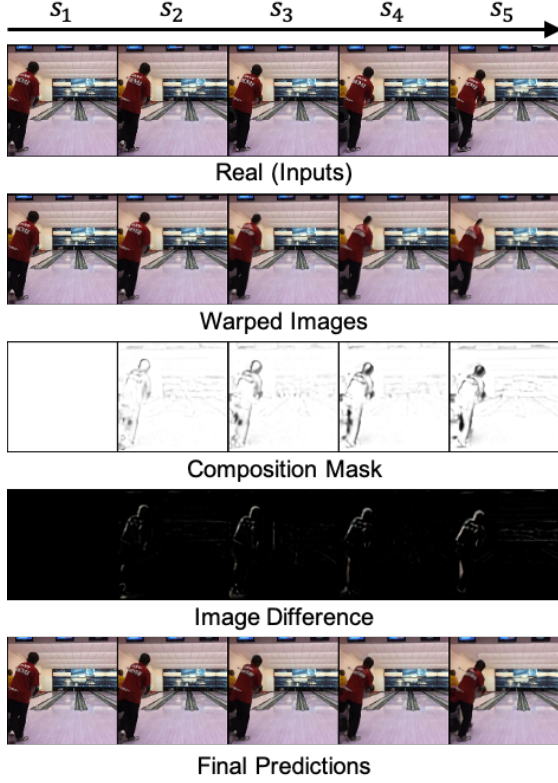 s₁ s₂ s₃ s₄ s₅
Real (Inputs)
Warped Images
Composition Mask
Image Difference
Final Predictions